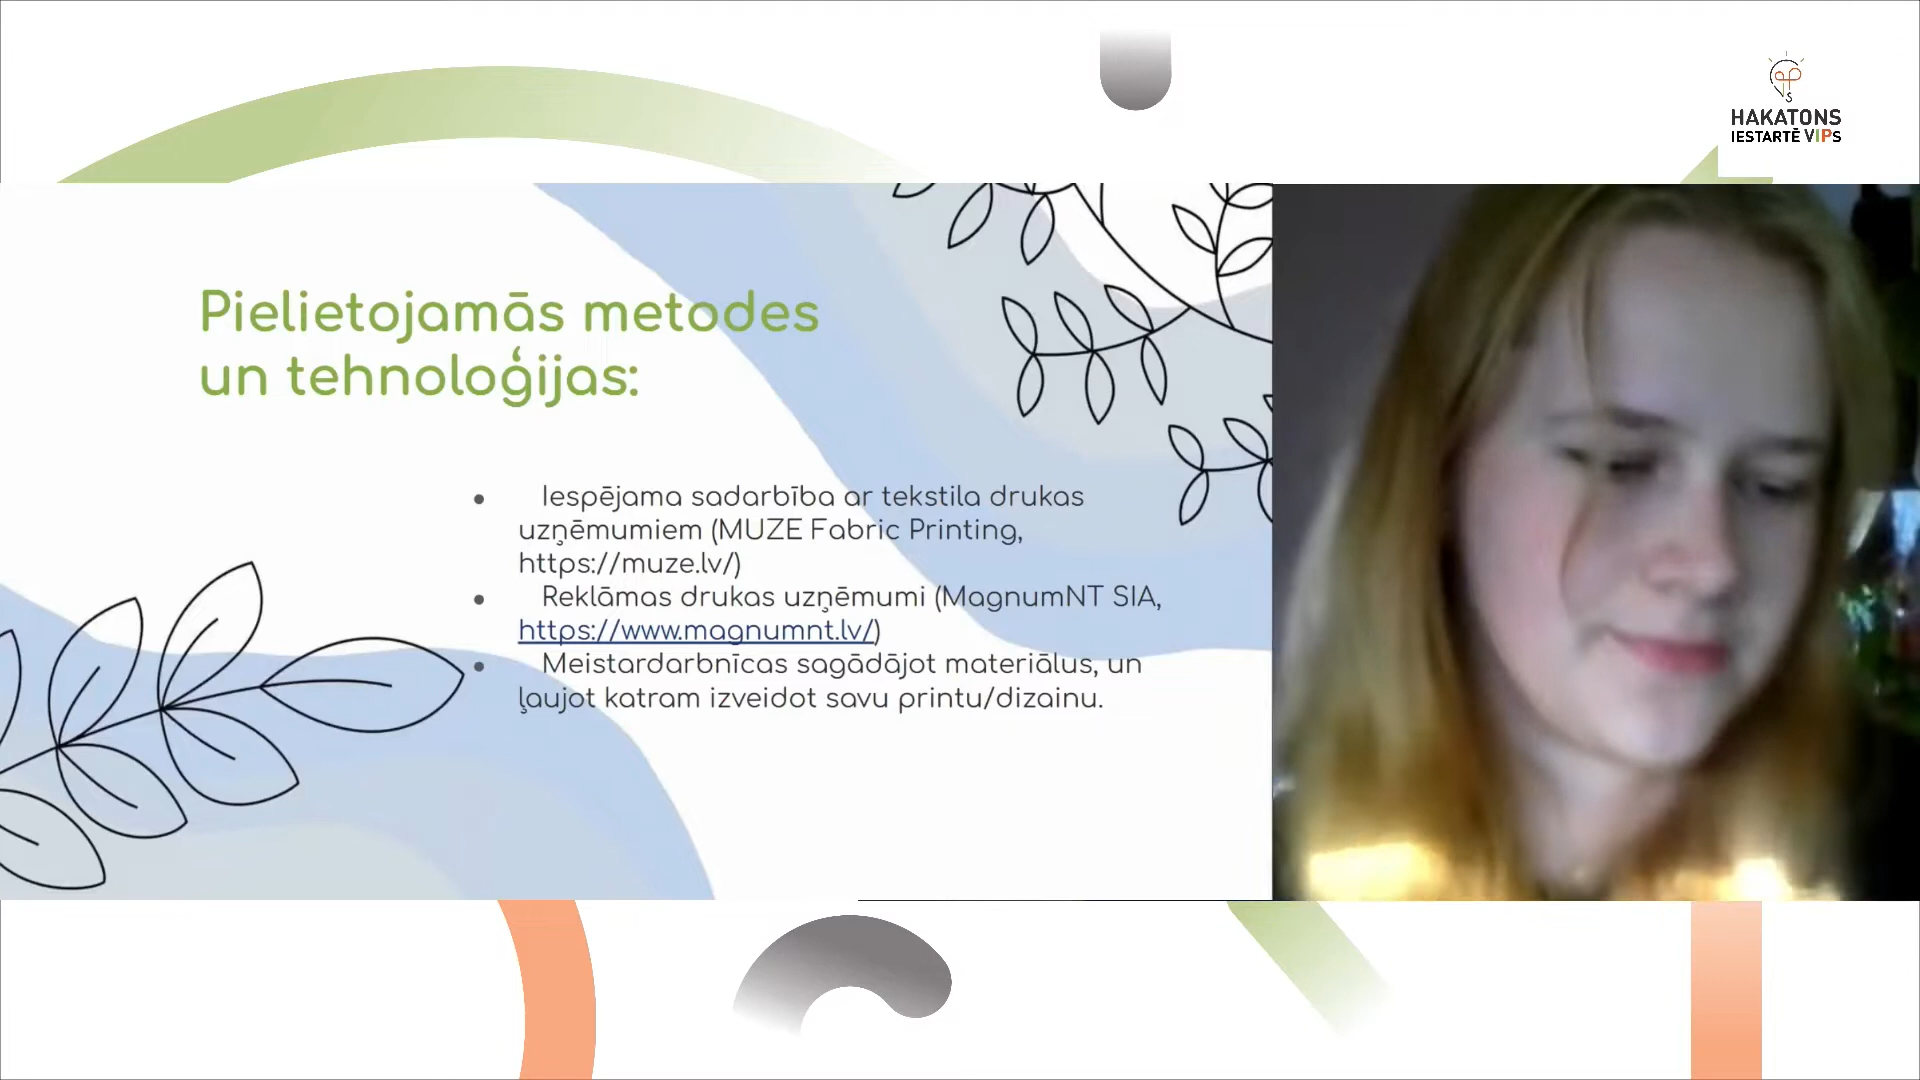 HAKATONS
IESTARTĒ VIPs
Pielietojamās metodes
un tehnoloģijas:
Iespējama sadarbība ar tekstila drukas
uzņēmumiem (MUZE Fabric Printing,
https://muze.lv/)
Reklāmas drukas uzņēmumi (MagnumNT SIA,
https://www.magnumnt.lv/)
Meistardarbnīcas sagādājot materiālus, un
ļaujot katram izveidot savu printu/dizainu.